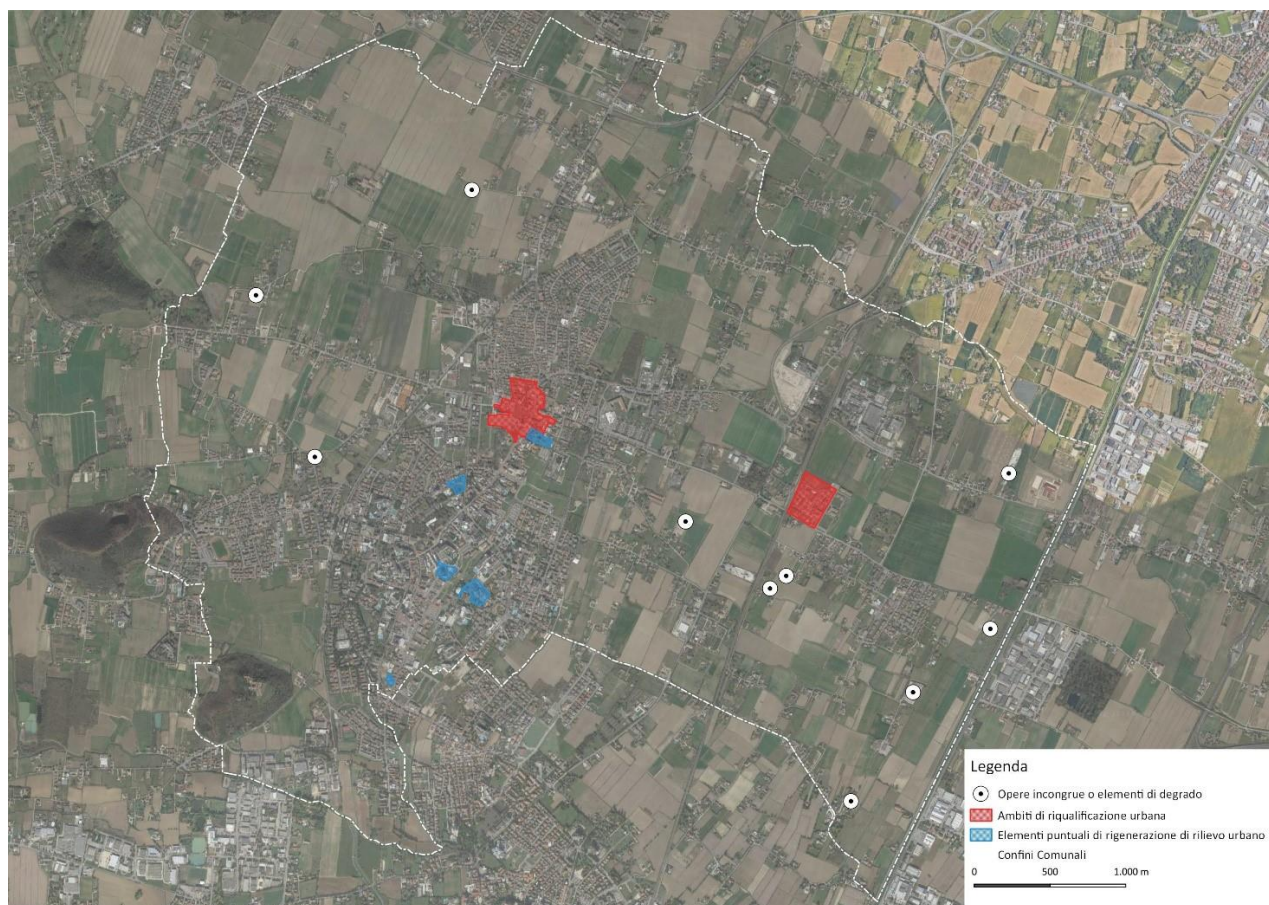 Legenda
Opere incongrue o elementi di degrado
Ambiti di riqualificazione urbana
Elementi puntuali di rigenerazione di rilievo urbano
Confini Comunali
0 500 1.000 m